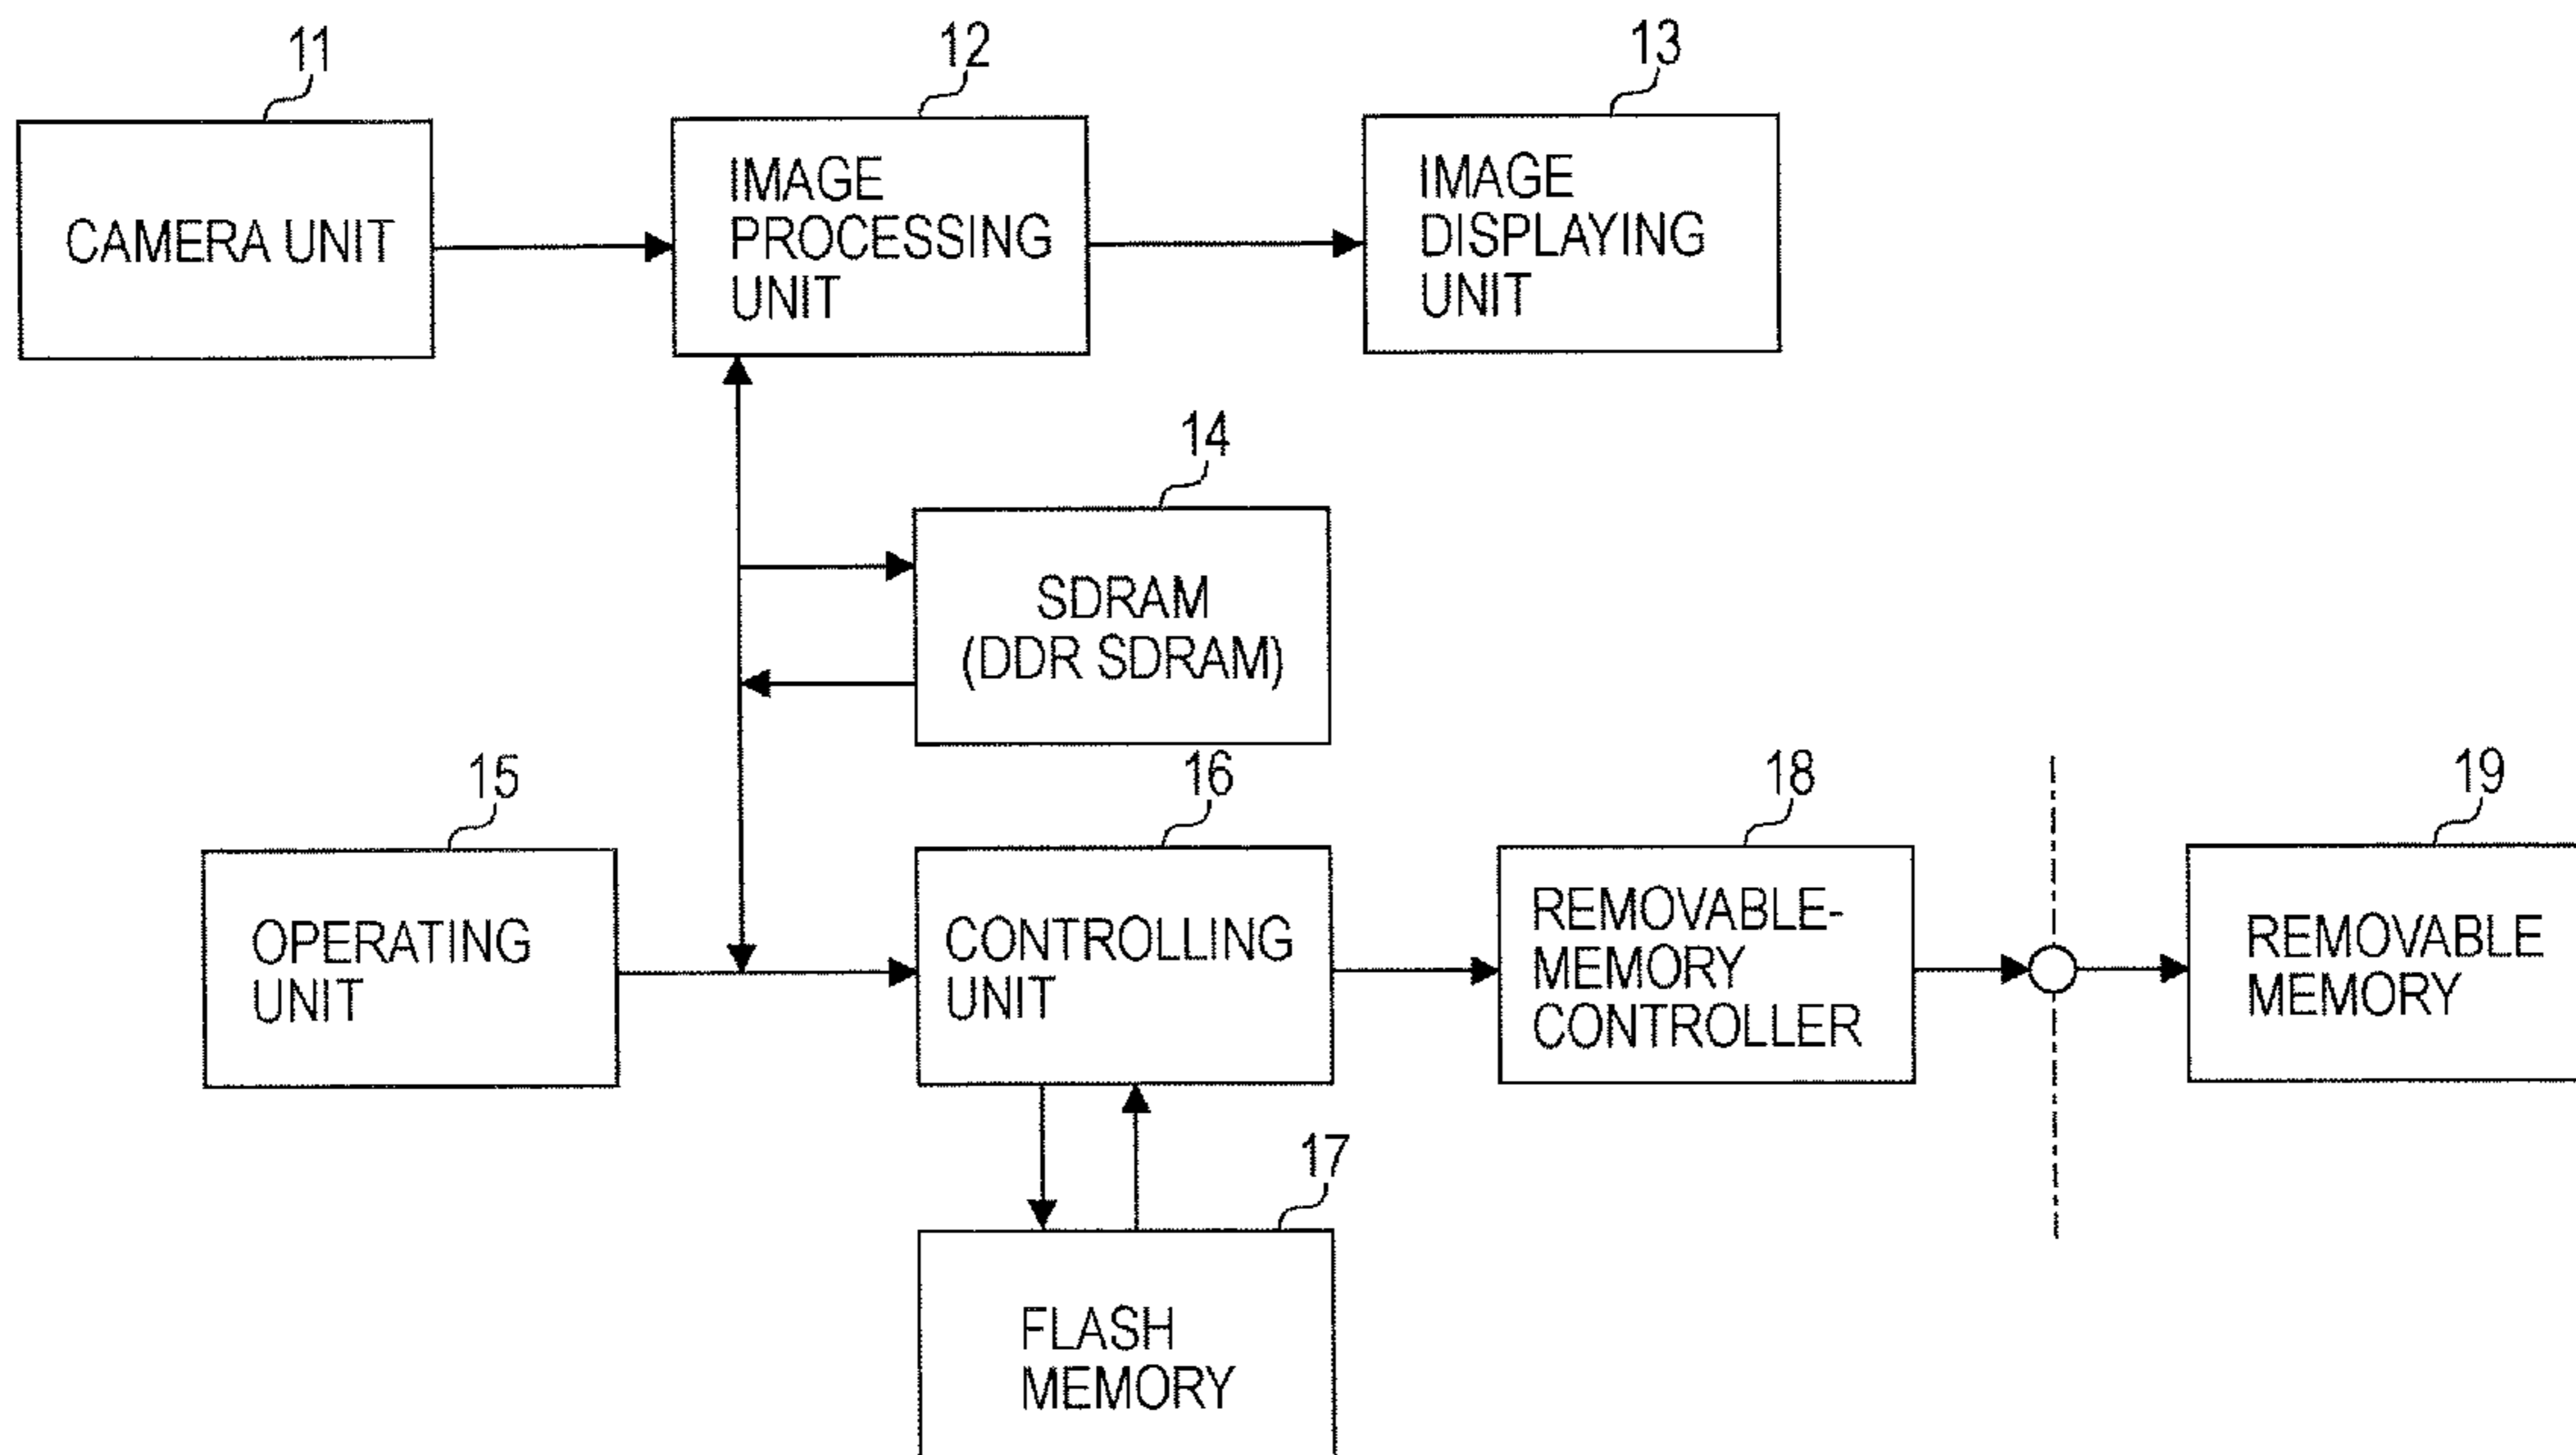 11
12
13
CAMERA UNIT
IMAGE
PROCESSING
UNIT
IMAGE
DISPLAYING
UNIT
14
SDRAM
(DDR SDRAM)
15
16
18
19
OPERATING
UNIT
CONTROLLING
UNIT
REMOVABLE-
MEMORY
CONTROLLER
REMOVABLE
MEMORY
17
FLASH
MEMORY